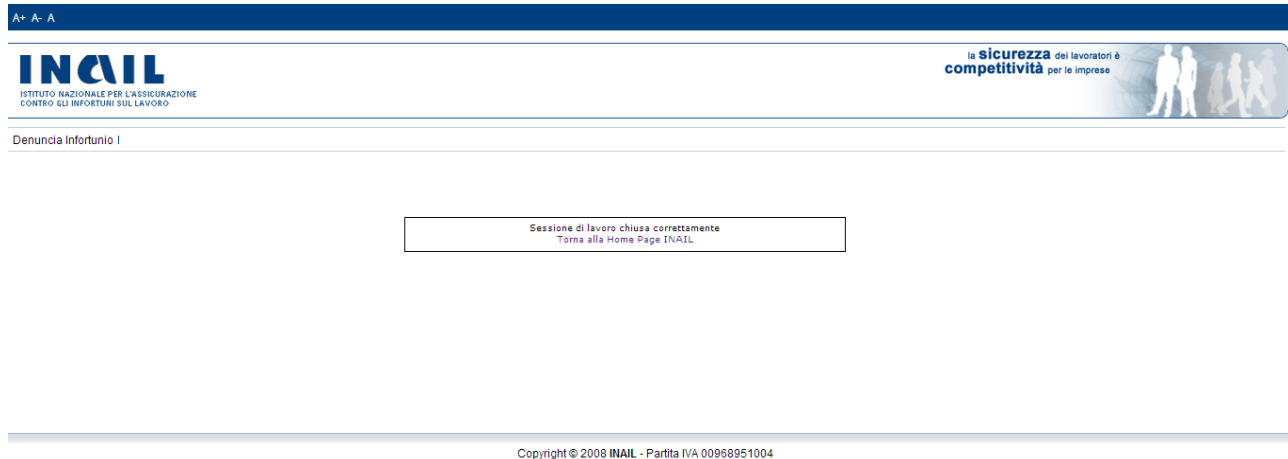 A+ A- A
INAIL
ISTITUTO NAZIONALE PER L'ASSICURAZIONE
CONTRO GLI INFORTUNI SUL LAVORO
la sicurezza dei lavoratori è
competitività per le imprese
Denuncia Infortunio |
Sessione di lavoro chiusa correttamente
Torna alla Home Page INAIL
Copyright © 2008 INAIL - Partita IVA 00968951004